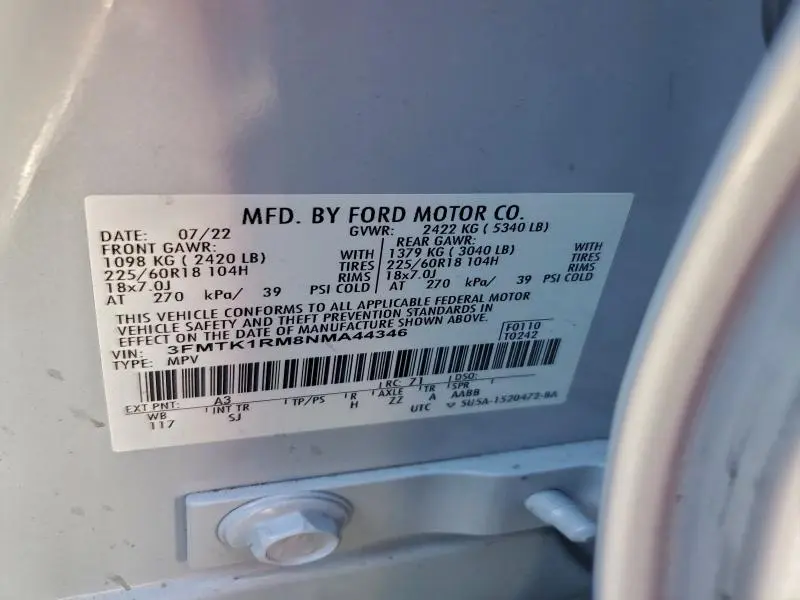 MFD. BY FORD MOTOR CO.
DATE: 07/22 GVWR: 2422 KG ( 5340 LB)
FRONT GAWR: REAR GAWR:
1098 KG ( 2420 LB) WITH 1379 KG ( 3040 LB) WITH
225/60R18 104H TIRES 225/60R18 104H TIRES
18x7.0J RIMS 18x7.0J RIMS
AT 270 kPa/ 39 PSI COLD AT 270 kPa/ 39 PSI COLD
THIS VEHICLE CONFORMS TO ALL APPLICABLE FEDERAL MOTOR
VEHICLE SAFETY AND THEFT PREVENTION STANDARDS IN
EFFECT ON THE DATE OF MANUFACTURE SHOWN ABOVE.
VIN: 3FMTK1RM8NMA44346 F0110
TYPE: MPV T0242
EXT PNT: A3 RC: Z1 DSO:
WB INT TR TP/PS R AXLE TR SPR
117 SJ H ZZ A AABB
UTC 5U5A-1520472-BA